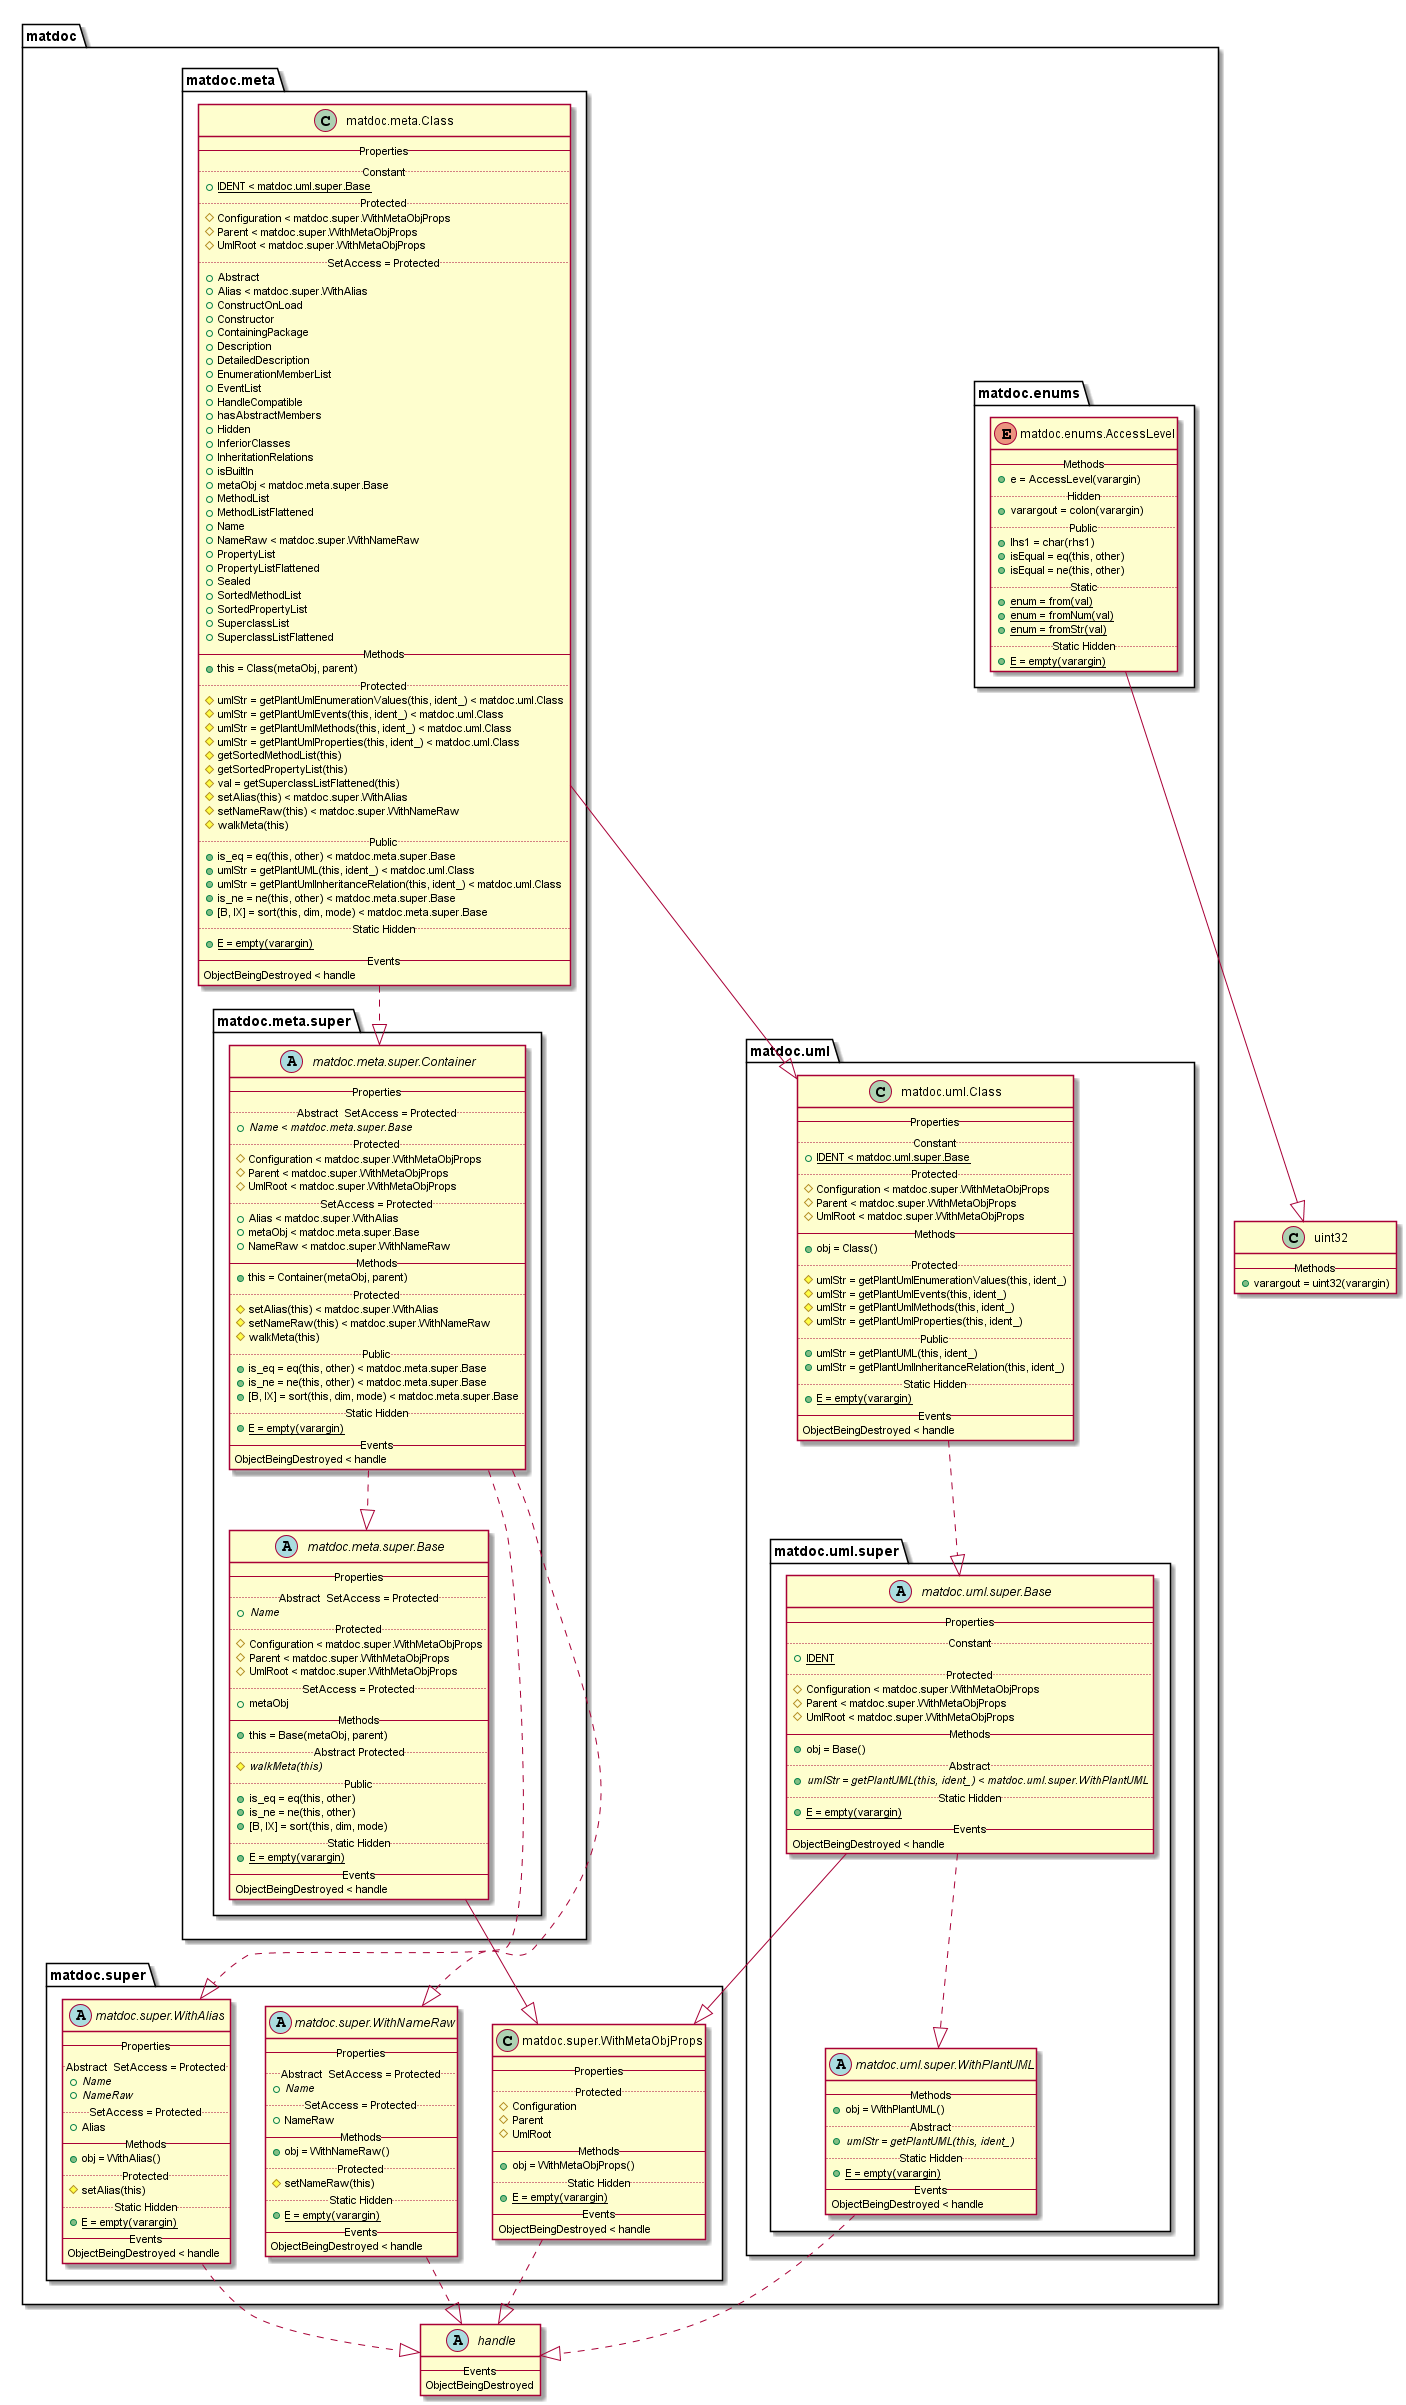 matdoc
matdoc.meta
matdoc.meta.Class
Properties
Constant
IDENT < matdoc.uml.super.Base
Protected
Configuration < matdoc.super.WithMetaObjProps
Parent < matdoc.super.WithMetaObjProps
UmlRoot < matdoc.super.WithMetaObjProps
SetAccess = Protected
Abstract
Alias < matdoc.super.WithAlias
ConstructOnLoad
Constructor
ContainingPackage
Description
DetailedDescription
EnumerationMemberList
EventList
HandleCompatible
hasAbstractMembers
Hidden
InferiorClasses
InheritationRelations
isBuiltIn
metaObj < matdoc.meta.super.Base
MethodList
MethodListFlattened
Name
NameRaw < matdoc.super.WithNameRaw
PropertyList
PropertyListFlattened
Sealed
SortedMethodList
SortedPropertyList
SuperclassList
SuperclassListFlattened
Methods
this = Class(metaObj, parent)
Protected
umlStr = getPlantUmlEnumerationValues(this, ident_) < matdoc.uml.Class
umlStr = getPlantUmlEvents(this, ident_) < matdoc.uml.Class
umlStr = getPlantUmlMethods(this, ident_) < matdoc.uml.Class
umlStr = getPlantUmlProperties(this, ident_) < matdoc.uml.Class
getSortedMethodList(this)
getSortedPropertyList(this)
val = getSuperclassListFlattened(this)
setAlias(this) < matdoc.super.WithAlias
setNameRaw(this) < matdoc.super.WithNameRaw
walkMeta(this)
Public
is_eq = eq(this, other) < matdoc.meta.super.Base
umlStr = getPlantUML(this, ident_) < matdoc.uml.Class
umlStr = getPlantUmlInheritanceRelation(this, ident_) < matdoc.uml.Class
is_ne = ne(this, other) < matdoc.meta.super.Base
[B, IX] = sort(this, dim, mode) < matdoc.meta.super.Base
Static Hidden
E = empty(varargin)
Events
ObjectBeingDestroyed < handle
matdoc.enums
matdoc.enums.AccessLevel
Methods
e = AccessLevel(varargin)
Hidden
varargout = colon(varargin)
Public
lhs1 = char(rhs1)
isEqual = eq(this, other)
isEqual = ne(this, other)
Static
enum = from(val)
enum = fromNum(val)
enum = fromStr(val)
Static Hidden
E = empty(varargin)
matdoc.meta.super
matdoc.meta.super.Container
Properties
Abstract SetAccess = Protected
Name < matdoc.meta.super.Base
Protected
Configuration < matdoc.super.WithMetaObjProps
Parent < matdoc.super.WithMetaObjProps
UmlRoot < matdoc.super.WithMetaObjProps
SetAccess = Protected
Alias < matdoc.super.WithAlias
metaObj < matdoc.meta.super.Base
NameRaw < matdoc.super.WithNameRaw
Methods
this = Container(metaObj, parent)
Protected
setAlias(this) < matdoc.super.WithAlias
setNameRaw(this) < matdoc.super.WithNameRaw
walkMeta(this)
Public
is_eq = eq(this, other) < matdoc.meta.super.Base
is_ne = ne(this, other) < matdoc.meta.super.Base
[B, IX] = sort(this, dim, mode) < matdoc.meta.super.Base
Static Hidden
E = empty(varargin)
Events
ObjectBeingDestroyed < handle
matdoc.uml
matdoc.uml.Class
Properties
Constant
IDENT < matdoc.uml.super.Base
Protected
Configuration < matdoc.super.WithMetaObjProps
Parent < matdoc.super.WithMetaObjProps
UmlRoot < matdoc.super.WithMetaObjProps
Methods
obj = Class()
Protected
umlStr = getPlantUmlEnumerationValues(this, ident_)
umlStr = getPlantUmlEvents(this, ident_)
umlStr = getPlantUmlMethods(this, ident_)
umlStr = getPlantUmlProperties(this, ident_)
Public
umlStr = getPlantUML(this, ident_)
umlStr = getPlantUmlInheritanceRelation(this, ident_)
Static Hidden
E = empty(varargin)
Events
ObjectBeingDestroyed < handle
uint32
Methods
varargout = uint32(varargin)
matdoc.meta.super.Base
Properties
Abstract SetAccess = Protected
Name
Protected
Configuration < matdoc.super.WithMetaObjProps
Parent < matdoc.super.WithMetaObjProps
UmlRoot < matdoc.super.WithMetaObjProps
SetAccess = Protected
metaObj
Methods
this = Base(metaObj, parent)
Abstract Protected
walkMeta(this)
Public
is_eq = eq(this, other)
is_ne = ne(this, other)
[B, IX] = sort(this, dim, mode)
Static Hidden
E = empty(varargin)
Events
ObjectBeingDestroyed < handle
matdoc.uml.super
matdoc.uml.super.Base
Properties
Constant
IDENT
Protected
Configuration < matdoc.super.WithMetaObjProps
Parent < matdoc.super.WithMetaObjProps
UmlRoot < matdoc.super.WithMetaObjProps
Methods
obj = Base()
Abstract
umlStr = getPlantUML(this, ident_) < matdoc.uml.super.WithPlantUML
Static Hidden
E = empty(varargin)
Events
ObjectBeingDestroyed < handle
matdoc.super
matdoc.super.WithAlias
Properties
Abstract SetAccess = Protected
Name
NameRaw
SetAccess = Protected
Alias
Methods
obj = WithAlias()
Protected
setAlias(this)
Static Hidden
E = empty(varargin)
Events
ObjectBeingDestroyed < handle
matdoc.super.WithNameRaw
Properties
Abstract SetAccess = Protected
Name
SetAccess = Protected
NameRaw
Methods
obj = WithNameRaw()
Protected
setNameRaw(this)
Static Hidden
E = empty(varargin)
Events
ObjectBeingDestroyed < handle
matdoc.super.WithMetaObjProps
Properties
Protected
Configuration
Parent
UmlRoot
Methods
obj = WithMetaObjProps()
Static Hidden
E = empty(varargin)
Events
ObjectBeingDestroyed < handle
matdoc.uml.super.WithPlantUML
Methods
obj = WithPlantUML()
Abstract
umlStr = getPlantUML(this, ident_)
Static Hidden
E = empty(varargin)
Events
ObjectBeingDestroyed < handle
handle
Events
ObjectBeingDestroyed